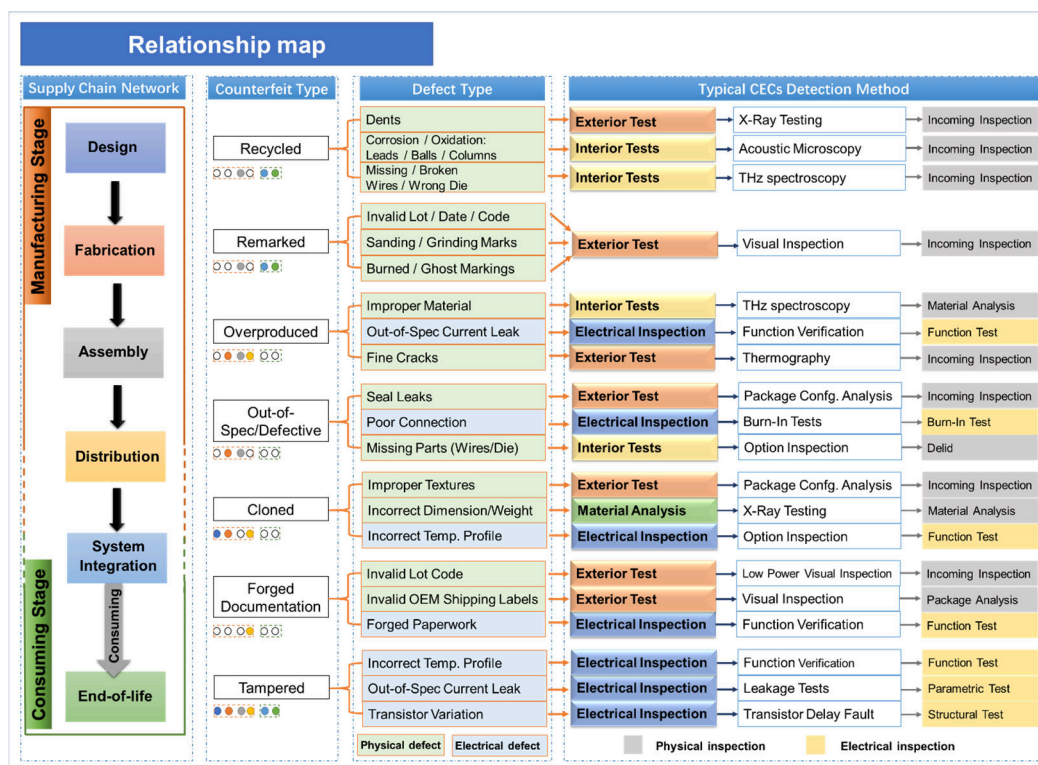 Relationship map
Supply Chain Network
Counterfeit Type
Defect Type
Typical CECs Detection Method
Manufacturing Stage
Consuming Stage
Design
Fabrication
Assembly
Distribution
System
Integration
Consuming
End-of-life
Recycled
Dents
Exterior Test
X-Ray Testing
Incoming Inspection
Corrosion / Oxidation:
Leads / Balls / Columns
Interior Tests
Acoustic Microscopy
Incoming Inspection
Missing / Broken
Wires / Wrong Die
Interior Tests
THz spectroscopy
Incoming Inspection
Remarked
Invalid Lot / Date / Code
Sanding / Grinding Marks
Burned / Ghost Markings
Exterior Test
Visual Inspection
Incoming Inspection
Overproduced
Improper Material
Interior Tests
THz spectroscopy
Material Analysis
Out-of-Spec Current Leak
Electrical Inspection
Function Verification
Function Test
Fine Cracks
Exterior Test
Thermography
Incoming Inspection
Out-of-
Spec/Defective
Seal Leaks
Exterior Test
Package Confg. Analysis
Incoming Inspection
Poor Connection
Electrical Inspection
Burn-In Tests
Burn-In Test
Missing Parts (Wires/Die)
Interior Tests
Option Inspection
Delid
Cloned
Improper Textures
Exterior Test
Package Confg. Analysis
Incoming Inspection
Incorrect Dimension/Weight
Material Analysis
X-Ray Testing
Material Analysis
Incorrect Temp. Profile
Electrical Inspection
Option Inspection
Function Test
Forged
Documentation
Invalid Lot Code
Exterior Test
Low Power Visual Inspection
Incoming Inspection
Invalid OEM Shipping Labels
Exterior Test
Visual Inspection
Package Analysis
Forged Paperwork
Electrical Inspection
Function Verification
Function Test
Tampered
Incorrect Temp. Profile
Electrical Inspection
Function Verification
Function Test
Out-of-Spec Current Leak
Electrical Inspection
Leakage Tests
Parametric Test
Transistor Variation
Electrical Inspection
Transistor Delay Fault
Structural Test
Physical defect
Electrical defect
Physical inspection
Electrical inspection